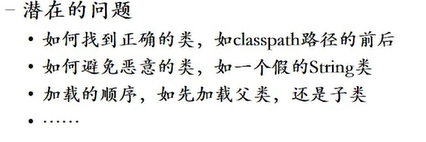 – 潜在的问题
• 如何找到正确的类，如classpath路径的前后
• 如何避免恶意的类，如一个假的String类
• 加载的顺序，如先加载父类，还是子类
• ……